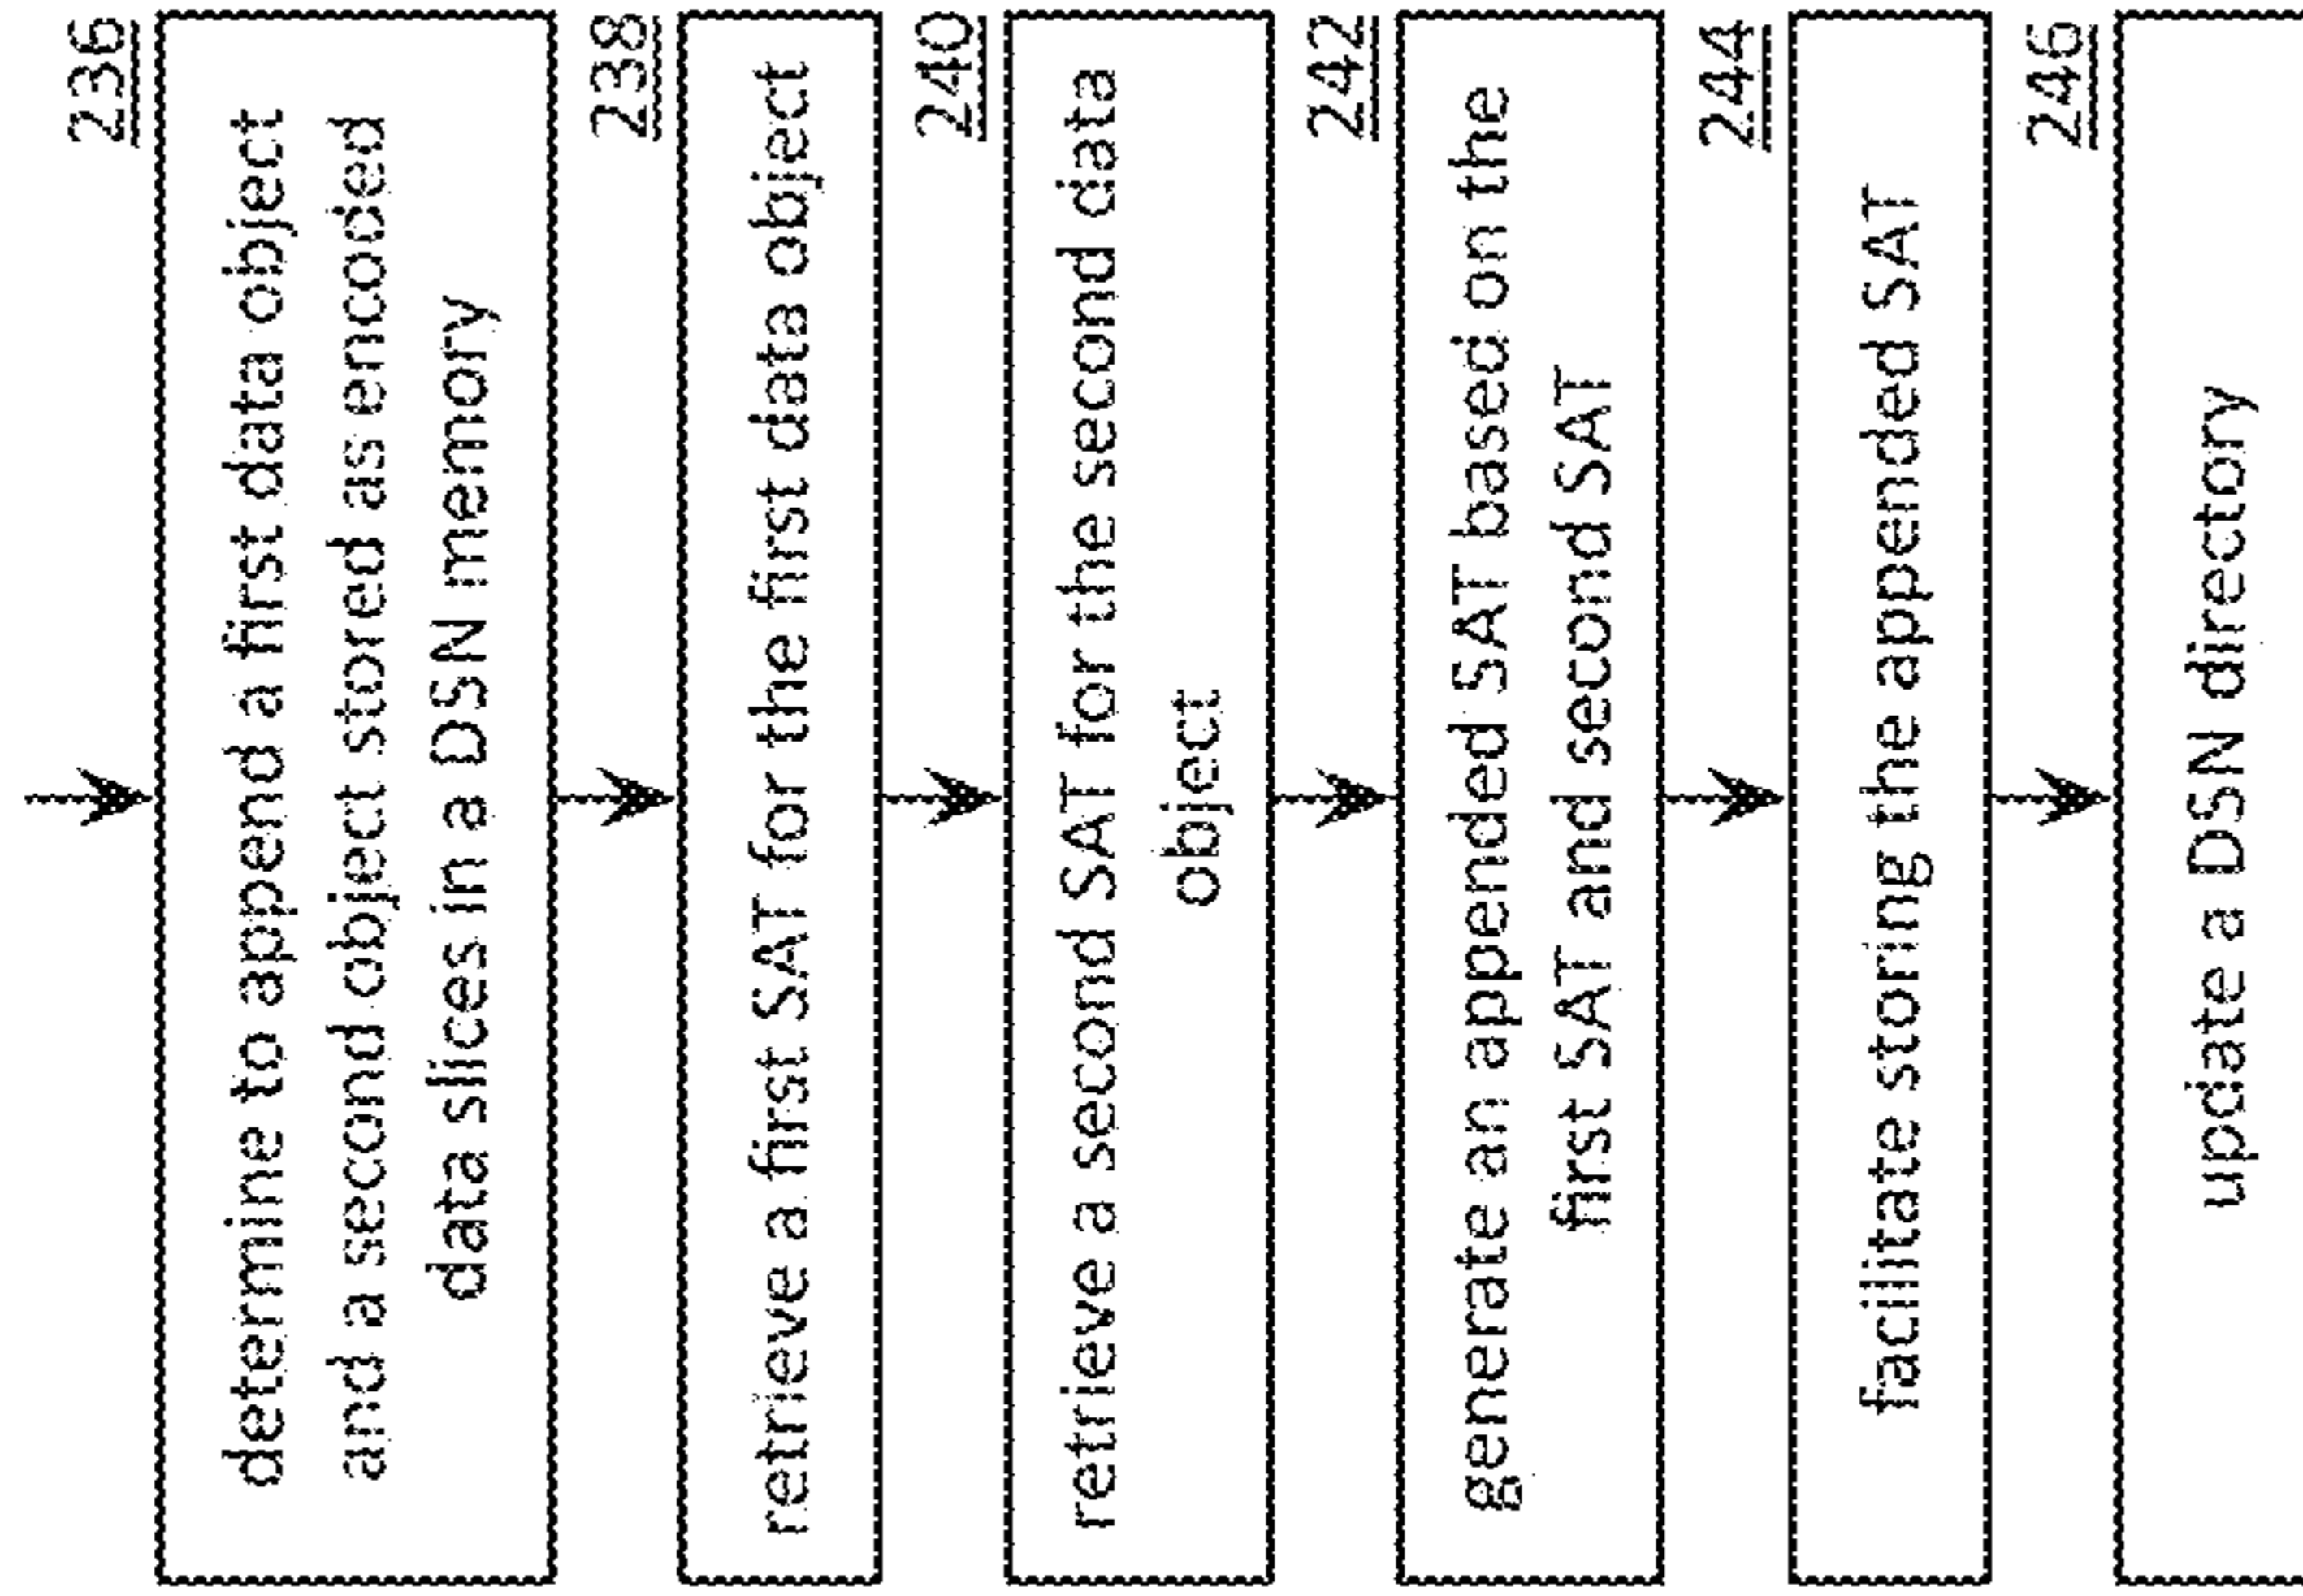 236
determine to append a first data object
and a second object stored as encoded
data slices in a DSN memory
238
retrieve a first SAT for the first data object
240
retrieve a second SAT for the second data
object
242
generate an appended SAT based on the
first SAT and second SAT
244
facilitate storing the appended SAT
246
update a DSN directory